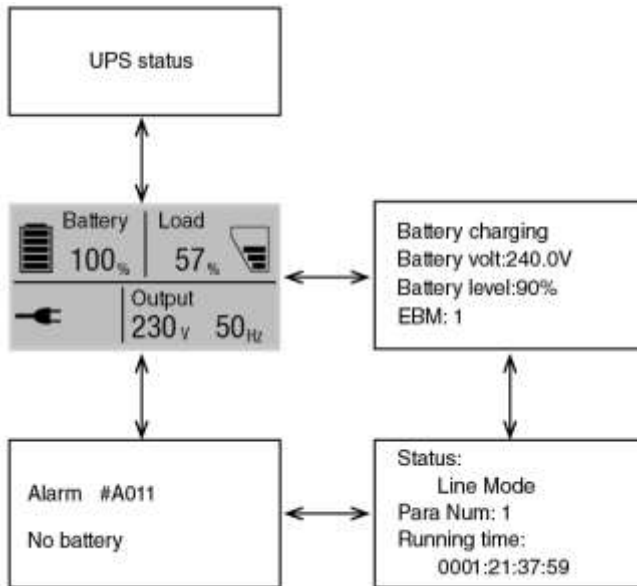 UPS status
Battery
100%
Load
57%
Output
230 V 50Hz
Battery charging
Battery volt:240.0V
Battery level:90%
EBM: 1
Alarm #A011
No battery
Status:
Line Mode
Para Num: 1
Running time:
0001:21:37:59